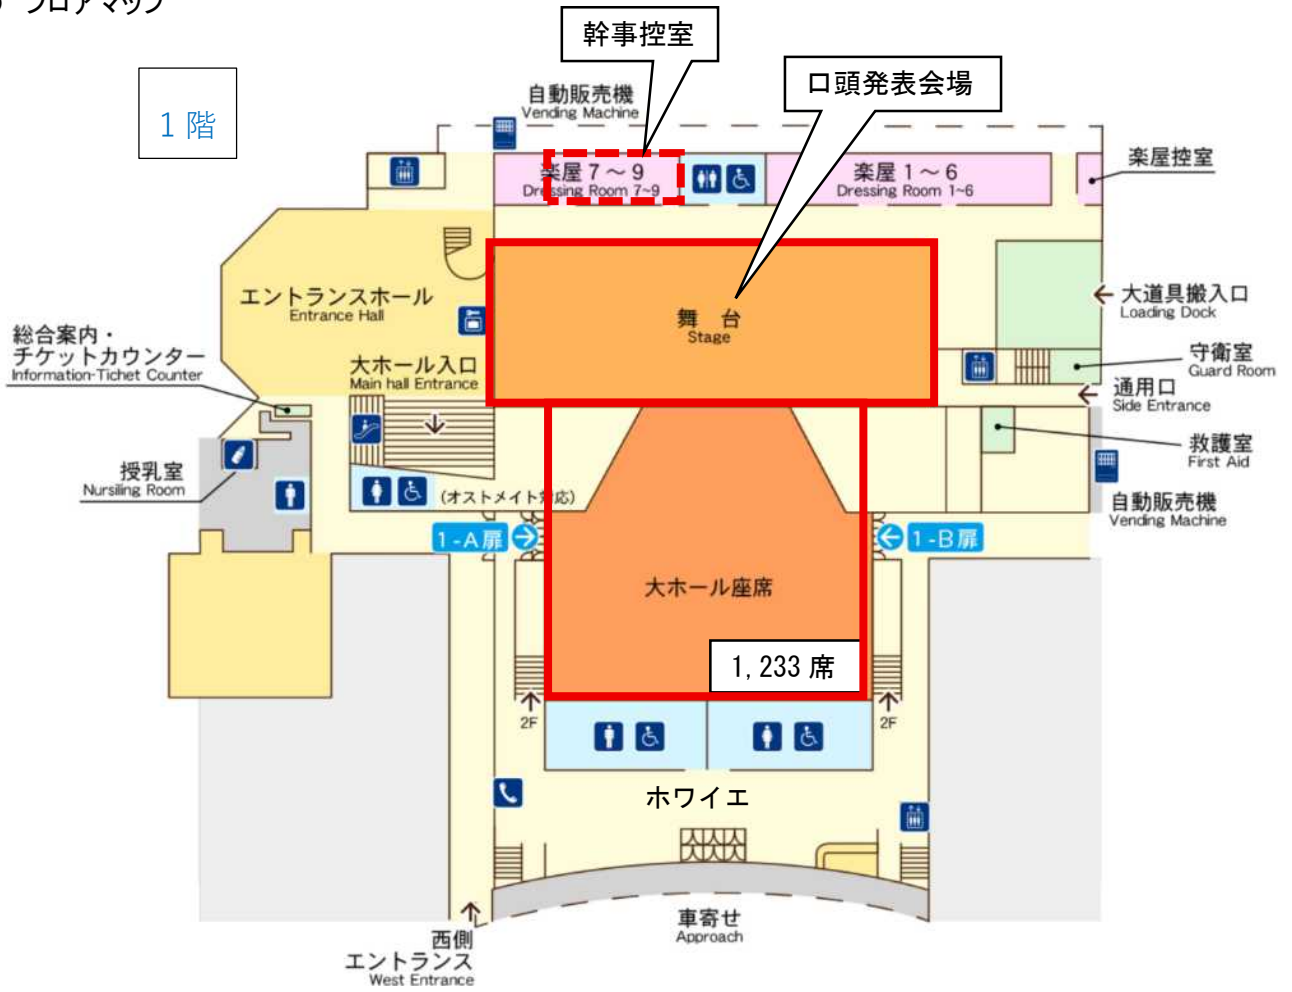 フロアマップ
1階
幹事控室
口頭発表会場
自動販売機
Vending Machine
楽屋 7～9
Dressing Room 7~9
楽屋 1～6
Dressing Room 1~6
楽屋控室
エントランスホール
Entrance Hall
舞 台
Stage
大道具搬入口
Loading Dock
総合案内・
チケットカウンター
Information-Tichet Counter
大ホール入口
Main hall Entrance
守衛室
Guard Room
通用口
Side Entrance
救護室
First Aid
授乳室
Nursiling Room
(オストメイト対応)
自動販売機
Vending Machine
1-A扉
1-B扉
大ホール座席
1,233 席
2F
2F
ホワイエ
車寄せ
Approach
西側
エントランス
West Entrance